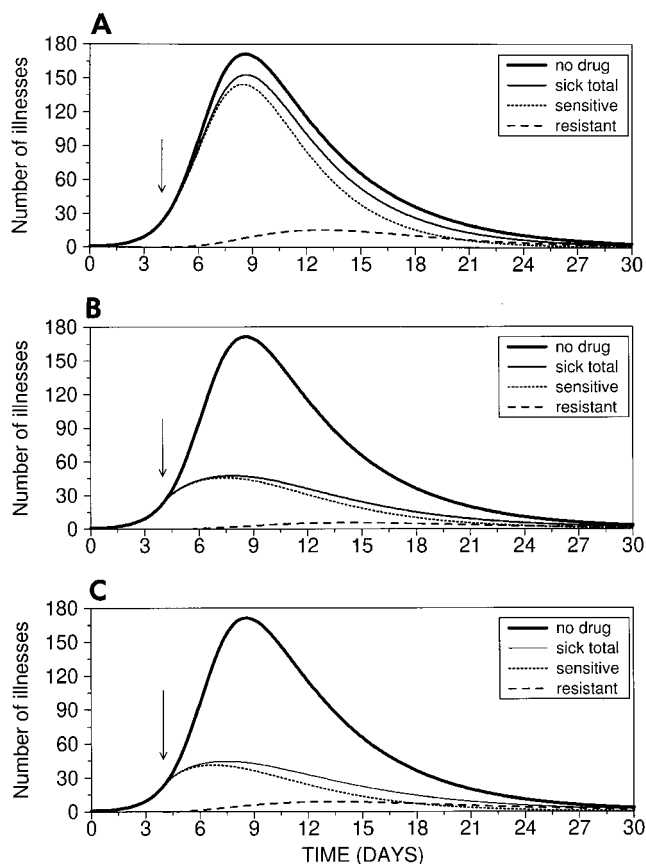 A
180
150
120
90
60
30
0
Number of illnesses
no drug
sick total
sensitive
resistant
0 3 6 9 12 15 18 21 24 27 30
B
180
150
120
90
60
30
0
Number of illnesses
no drug
sick total
sensitive
resistant
0 3 6 9 12 15 18 21 24 27 30
C
180
150
120
90
60
30
0
Number of illnesses
no drug
sick total
sensitive
resistant
0 3 6 9 12 15 18 21 24 27 30
TIME (DAYS)